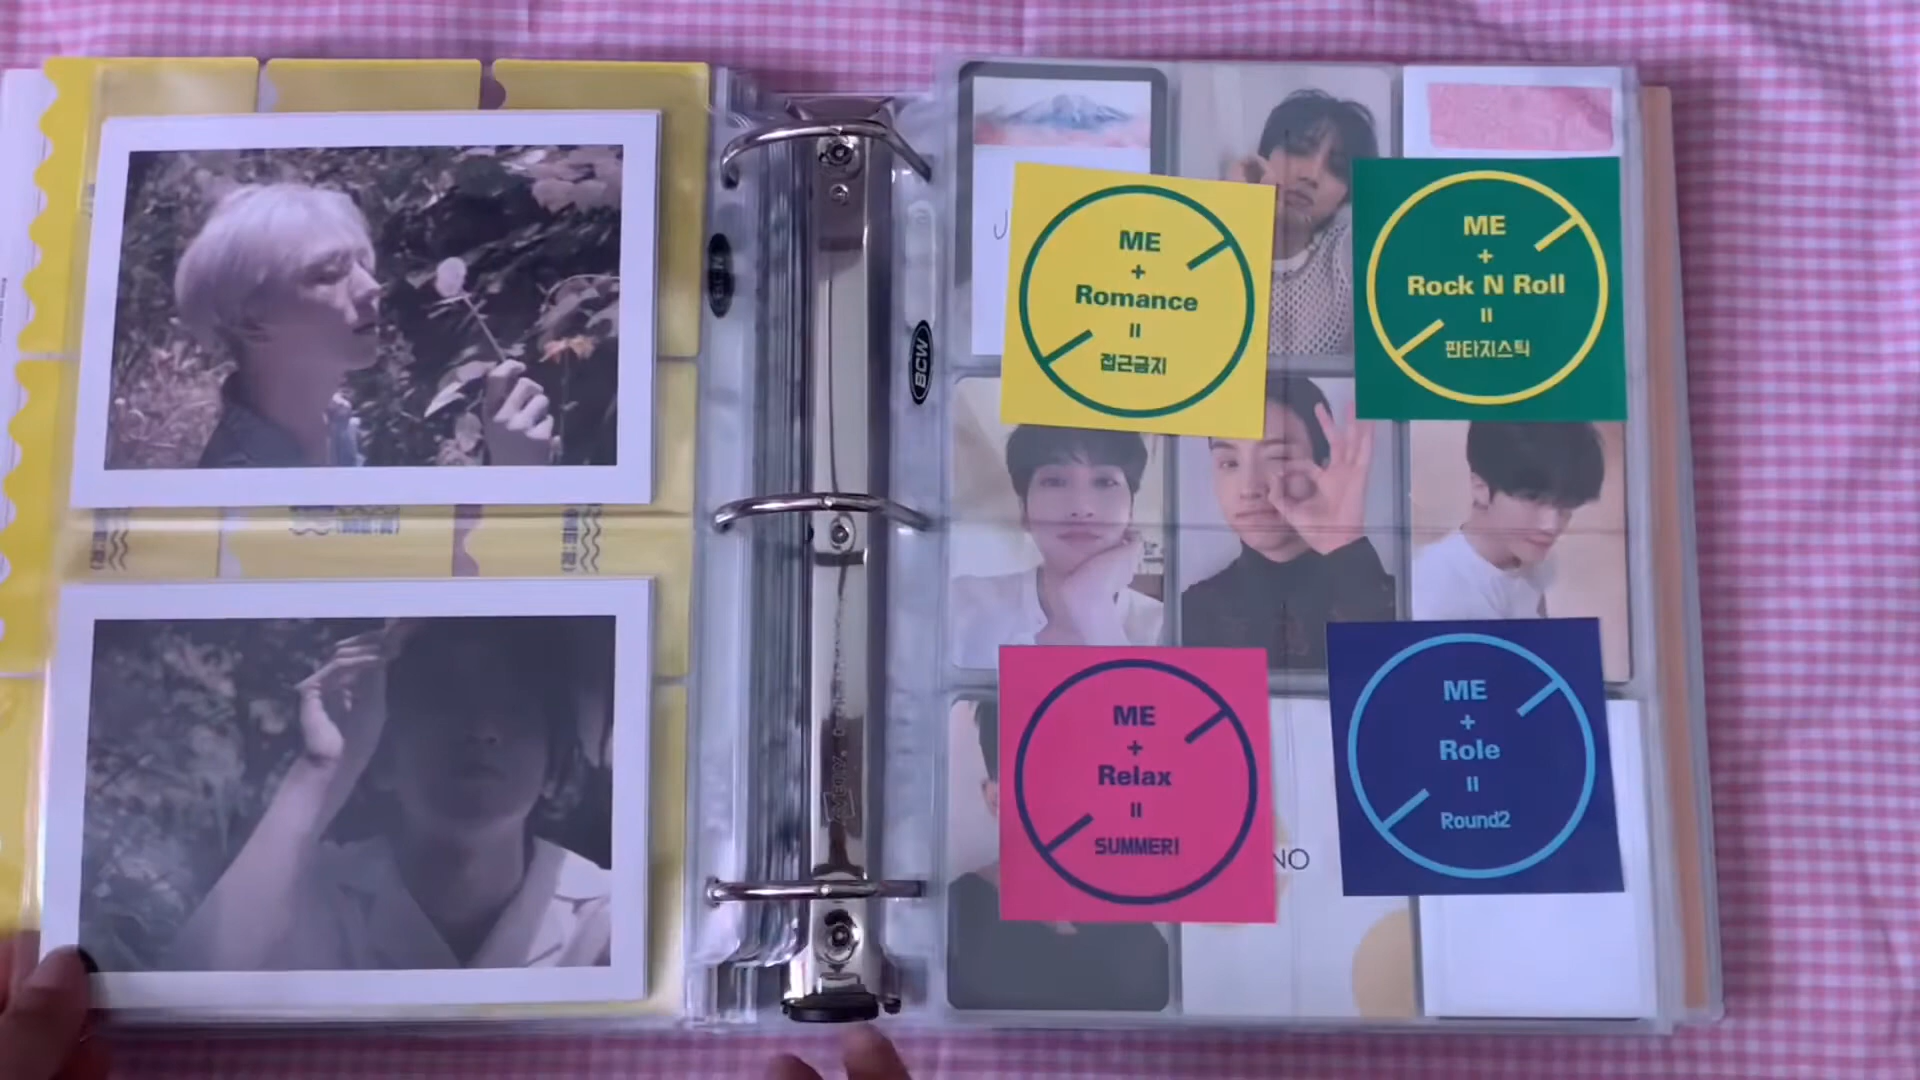 ME
+
Romance
=
접근금지
ME
+
Rock N Roll
=
판타지스틱
BCW
ME
+
Relax
=
SUMMER!
ME
+
Role
=
Round2
NO